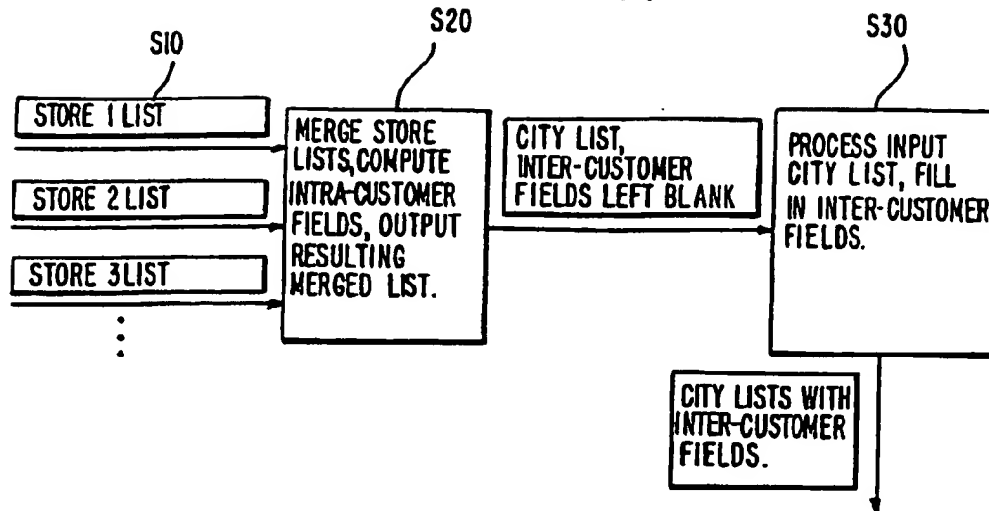 S10
S20
S30
STORE 1 LIST
STORE 2 LIST
STORE 3 LIST
MERGE STORE
LISTS, COMPUTE
INTRA-CUSTOMER
FIELDS, OUTPUT
RESULTING
MERGED LIST.
CITY LIST,
INTER-CUSTOMER
FIELDS LEFT BLANK
PROCESS INPUT
CITY LIST, FILL
IN INTER-CUSTOMER
FIELDS.
CITY LISTS WITH
INTER-CUSTOMER
FIELDS.